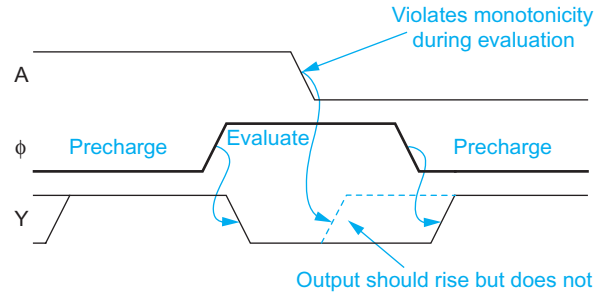 Violates monotonicity
during evaluation
A
ϕ
Precharge
Evaluate
Precharge
Y
Output should rise but does not